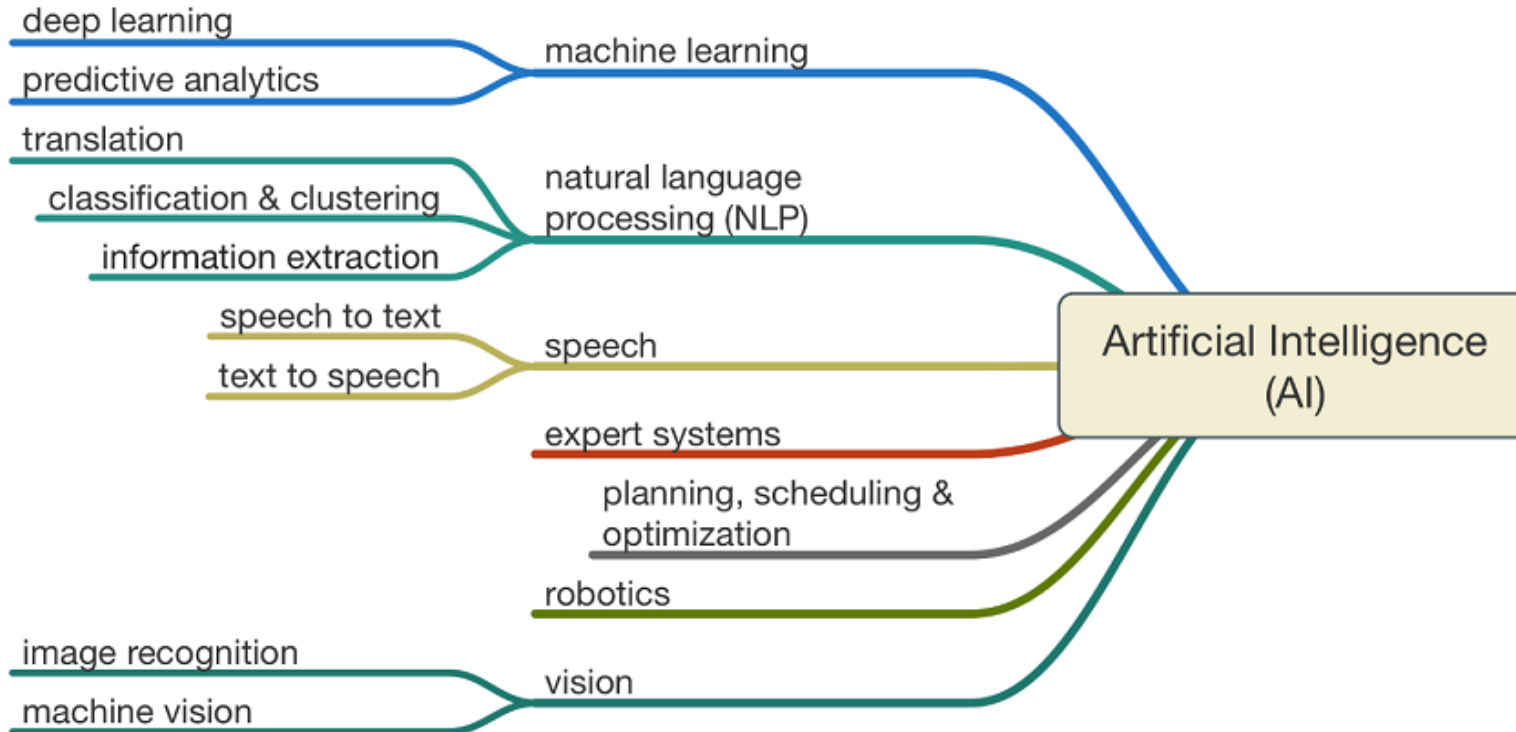 deep learning
predictive analytics
machine learning
translation
classification & clustering
information extraction
natural language
processing (NLP)
speech to text
text to speech
speech
expert systems
planning, scheduling &
optimization
robotics
image recognition
machine vision
vision
Artificial Intelligence
(AI)